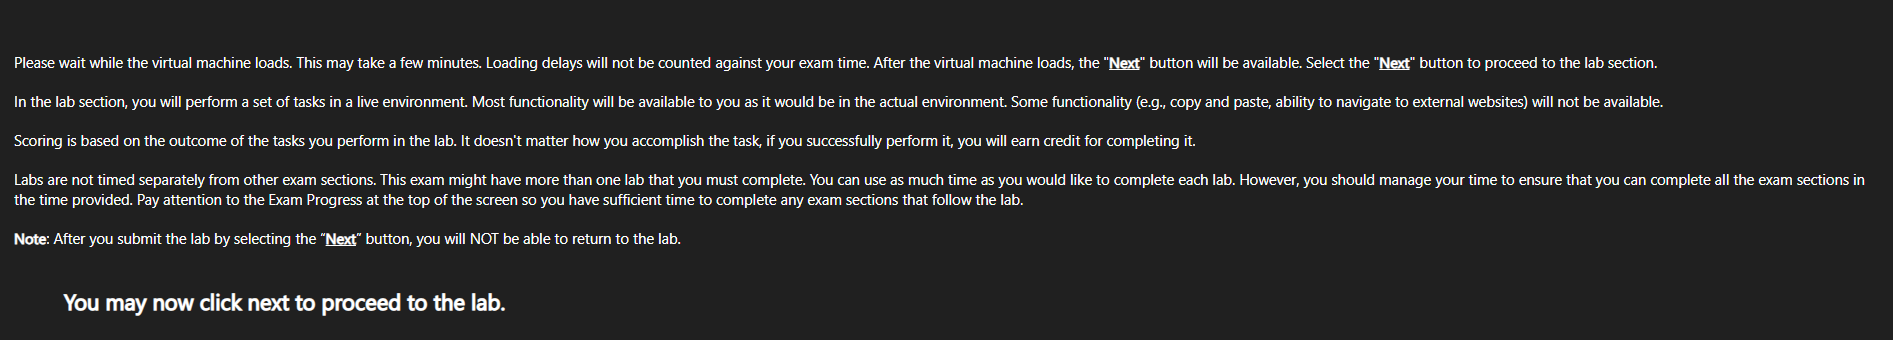 Please wait while the virtual machine loads. This may take a few minutes. Loading delays will not be counted against your exam time. After the virtual machine loads, the "Next" button will be available. Select the "Next" button to proceed to the lab section.
In the lab section, you will perform a set of tasks in a live environment. Most functionality will be available to you as it would be in the actual environment. Some functionality (e.g., copy and paste, ability to navigate to external websites) will not be available.
Scoring is based on the outcome of the tasks you perform in the lab. It doesn't matter how you accomplish the task, if you successfully perform it, you will earn credit for completing it.
Labs are not timed separately from other exam sections. This exam might have more than one lab that you must complete. You can use as much time as you would like to complete each lab. However, you should manage your time to ensure that you can complete all the exam sections in
the time provided. Pay attention to the Exam Progress at the top of the screen so you have sufficient time to complete any exam sections that follow the lab.
Note: After you submit the lab by selecting the "Next" button, you will NOT be able to return to the lab.
You may now click next to proceed to the lab.